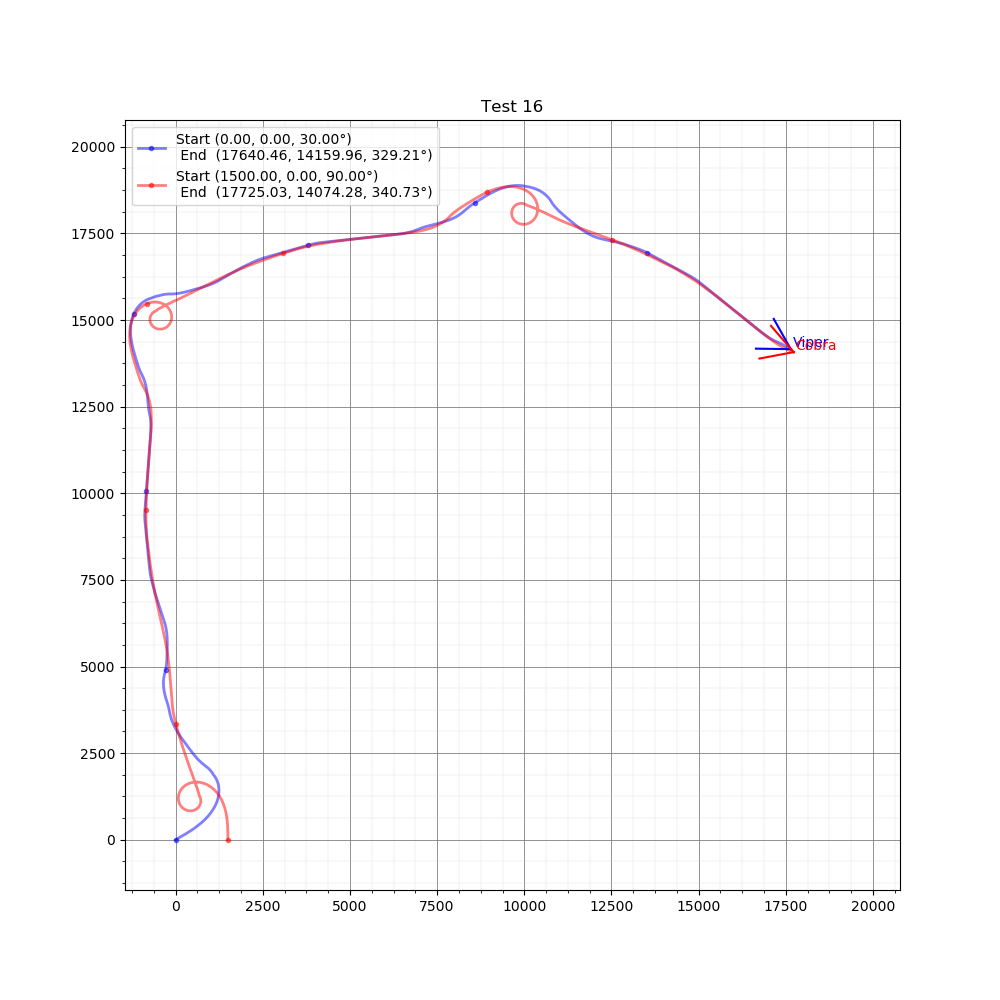 Test 16
Start (0.00, 0.00, 30.00°)
End (17640.46, 14159.96, 329.21°)
Start (1500.00, 0.00, 90.00°)
End (17725.03, 14074.28, 340.73°)
20000
17500
15000
12500
10000
7500
5000
2500
0
Viper
Cobra
0 2500 5000 7500 10000 12500 15000 17500 20000